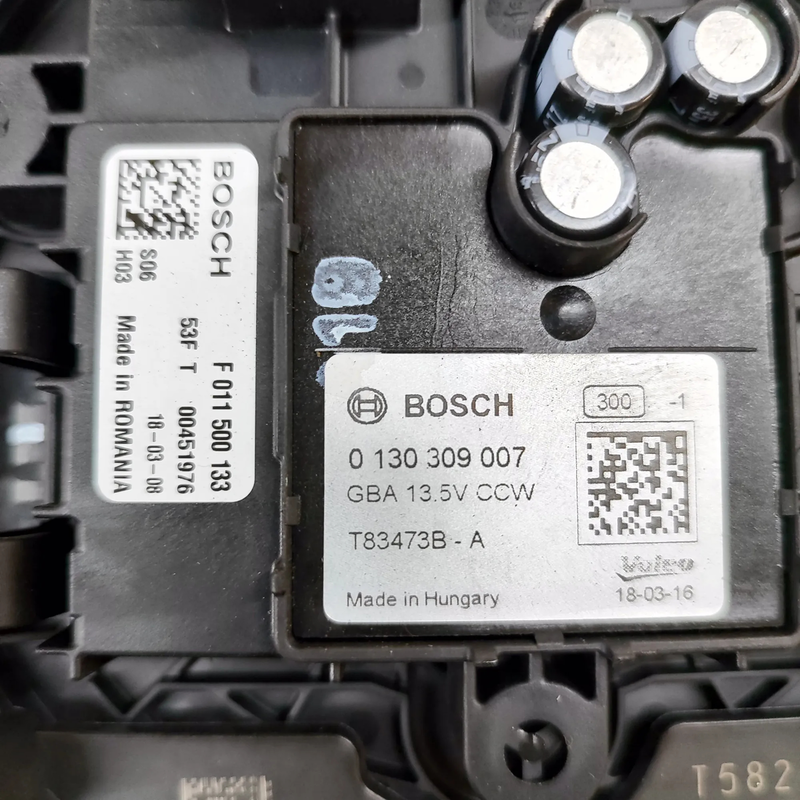 BOSCH
F 011 500 133
53F T 00451976
18-03-08
S06
H03 Made in ROMANIA
BOSCH
300 -1
0 130 309 007
GBA 13.5V CCW
T83473B - A
Valeo
Made in Hungary
18-03-16
T582